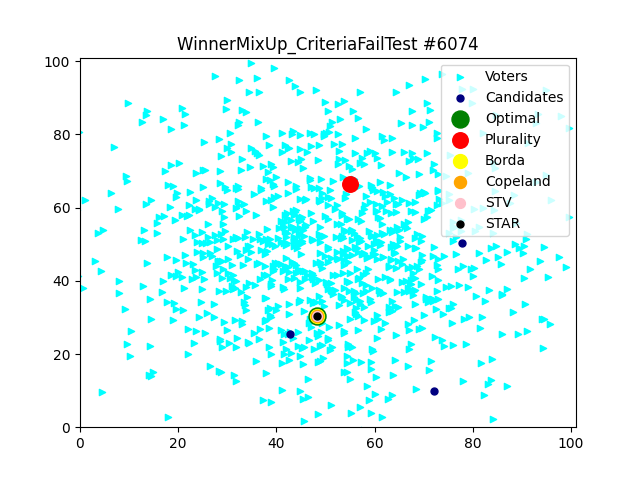 WinnerMixUp_CriteriaFailTest #6074
100
80
60
40
20
0
0
20
40
60
80
100
Voters
Candidates
Optimal
Plurality
Borda
Copeland
STV
STAR